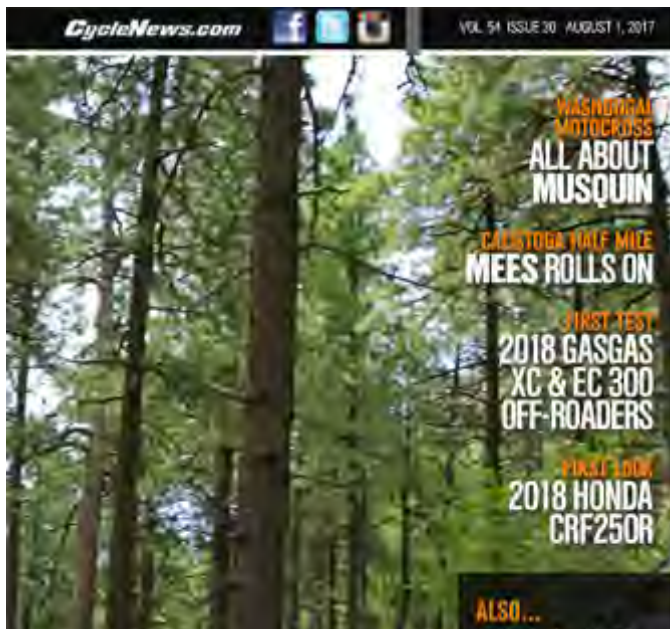 CycleNews.com
VOL. 54 ISSUE 30 AUGUST 1, 2017
WASHOUGAL
MOTOCROSS
ALL ABOUT
MUSQUIN
CALISTOGA HALF MILE
MEES ROLLS ON
FIRST TEST
2018 GASGAS
XC & EC 300
OFF-ROADERS
FIRST LOOK
2018 HONDA
CRF250R
ALSO...